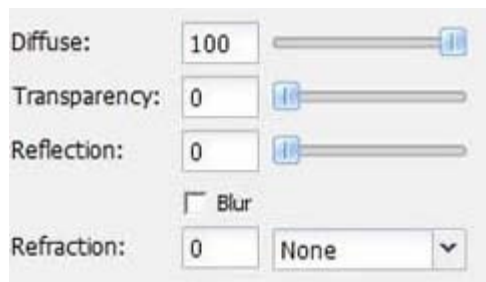 Diffuse: 100
Transparency: 0
Reflection: 0
Blur
Refraction: 0 None